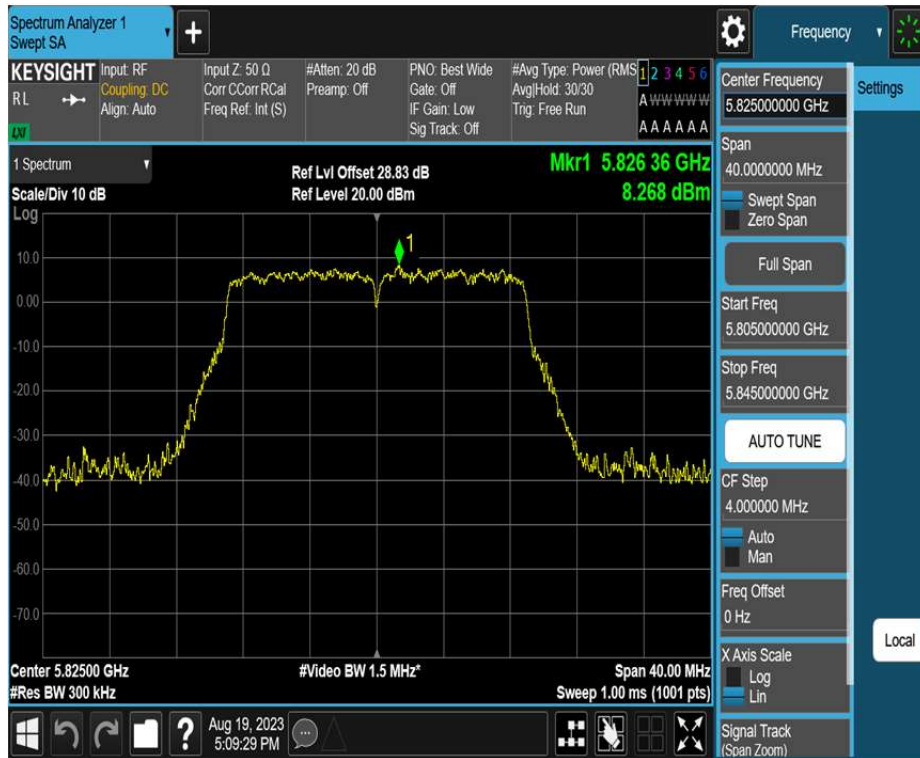 Spectrum Analyzer 1
Swept SA
+
Frequency
KEYSIGHT
R L
LXI
Input: RF
Coupling: DC
Align: Auto
Input Z: 50 Ω
Corr CCorr RCal
Freq Ref: Int (S)
#Atten: 20 dB
Preamp: Off
PNO: Best Wide
Gate: Off
IF Gain: Low
Sig Track: Off
#Avg Type: Power (RMS
Avg|Hold: 30/30
Trig: Free Run
1 2 3 4 5 6
A W W W W W
A A A A A A
1 Spectrum
Scale/Div 10 dB
Log
Ref Lvl Offset 28.83 dB
Ref Level 20.00 dBm
Mkr1 5.826 36 GHz
8.268 dBm
1
10.0
0.00
-10.0
-20.0
-30.0
-40.0
-50.0
-60.0
-70.0
Center 5.82500 GHz
#Res BW 300 kHz
#Video BW 1.5 MHz*
Span 40.00 MHz
Sweep 1.00 ms (1001 pts)
?
Aug 19, 2023
5:09:29 PM
Center Frequency
5.825000000 GHz
Span
40.0000000 MHz
Swept Span
Zero Span
Full Span
Start Freq
5.805000000 GHz
Stop Freq
5.845000000 GHz
AUTO TUNE
CF Step
4.000000 MHz
Auto
Man
Freq Offset
0 Hz
X Axis Scale
Log
Lin
Signal Track
(Span Zoom)
Settings
Local